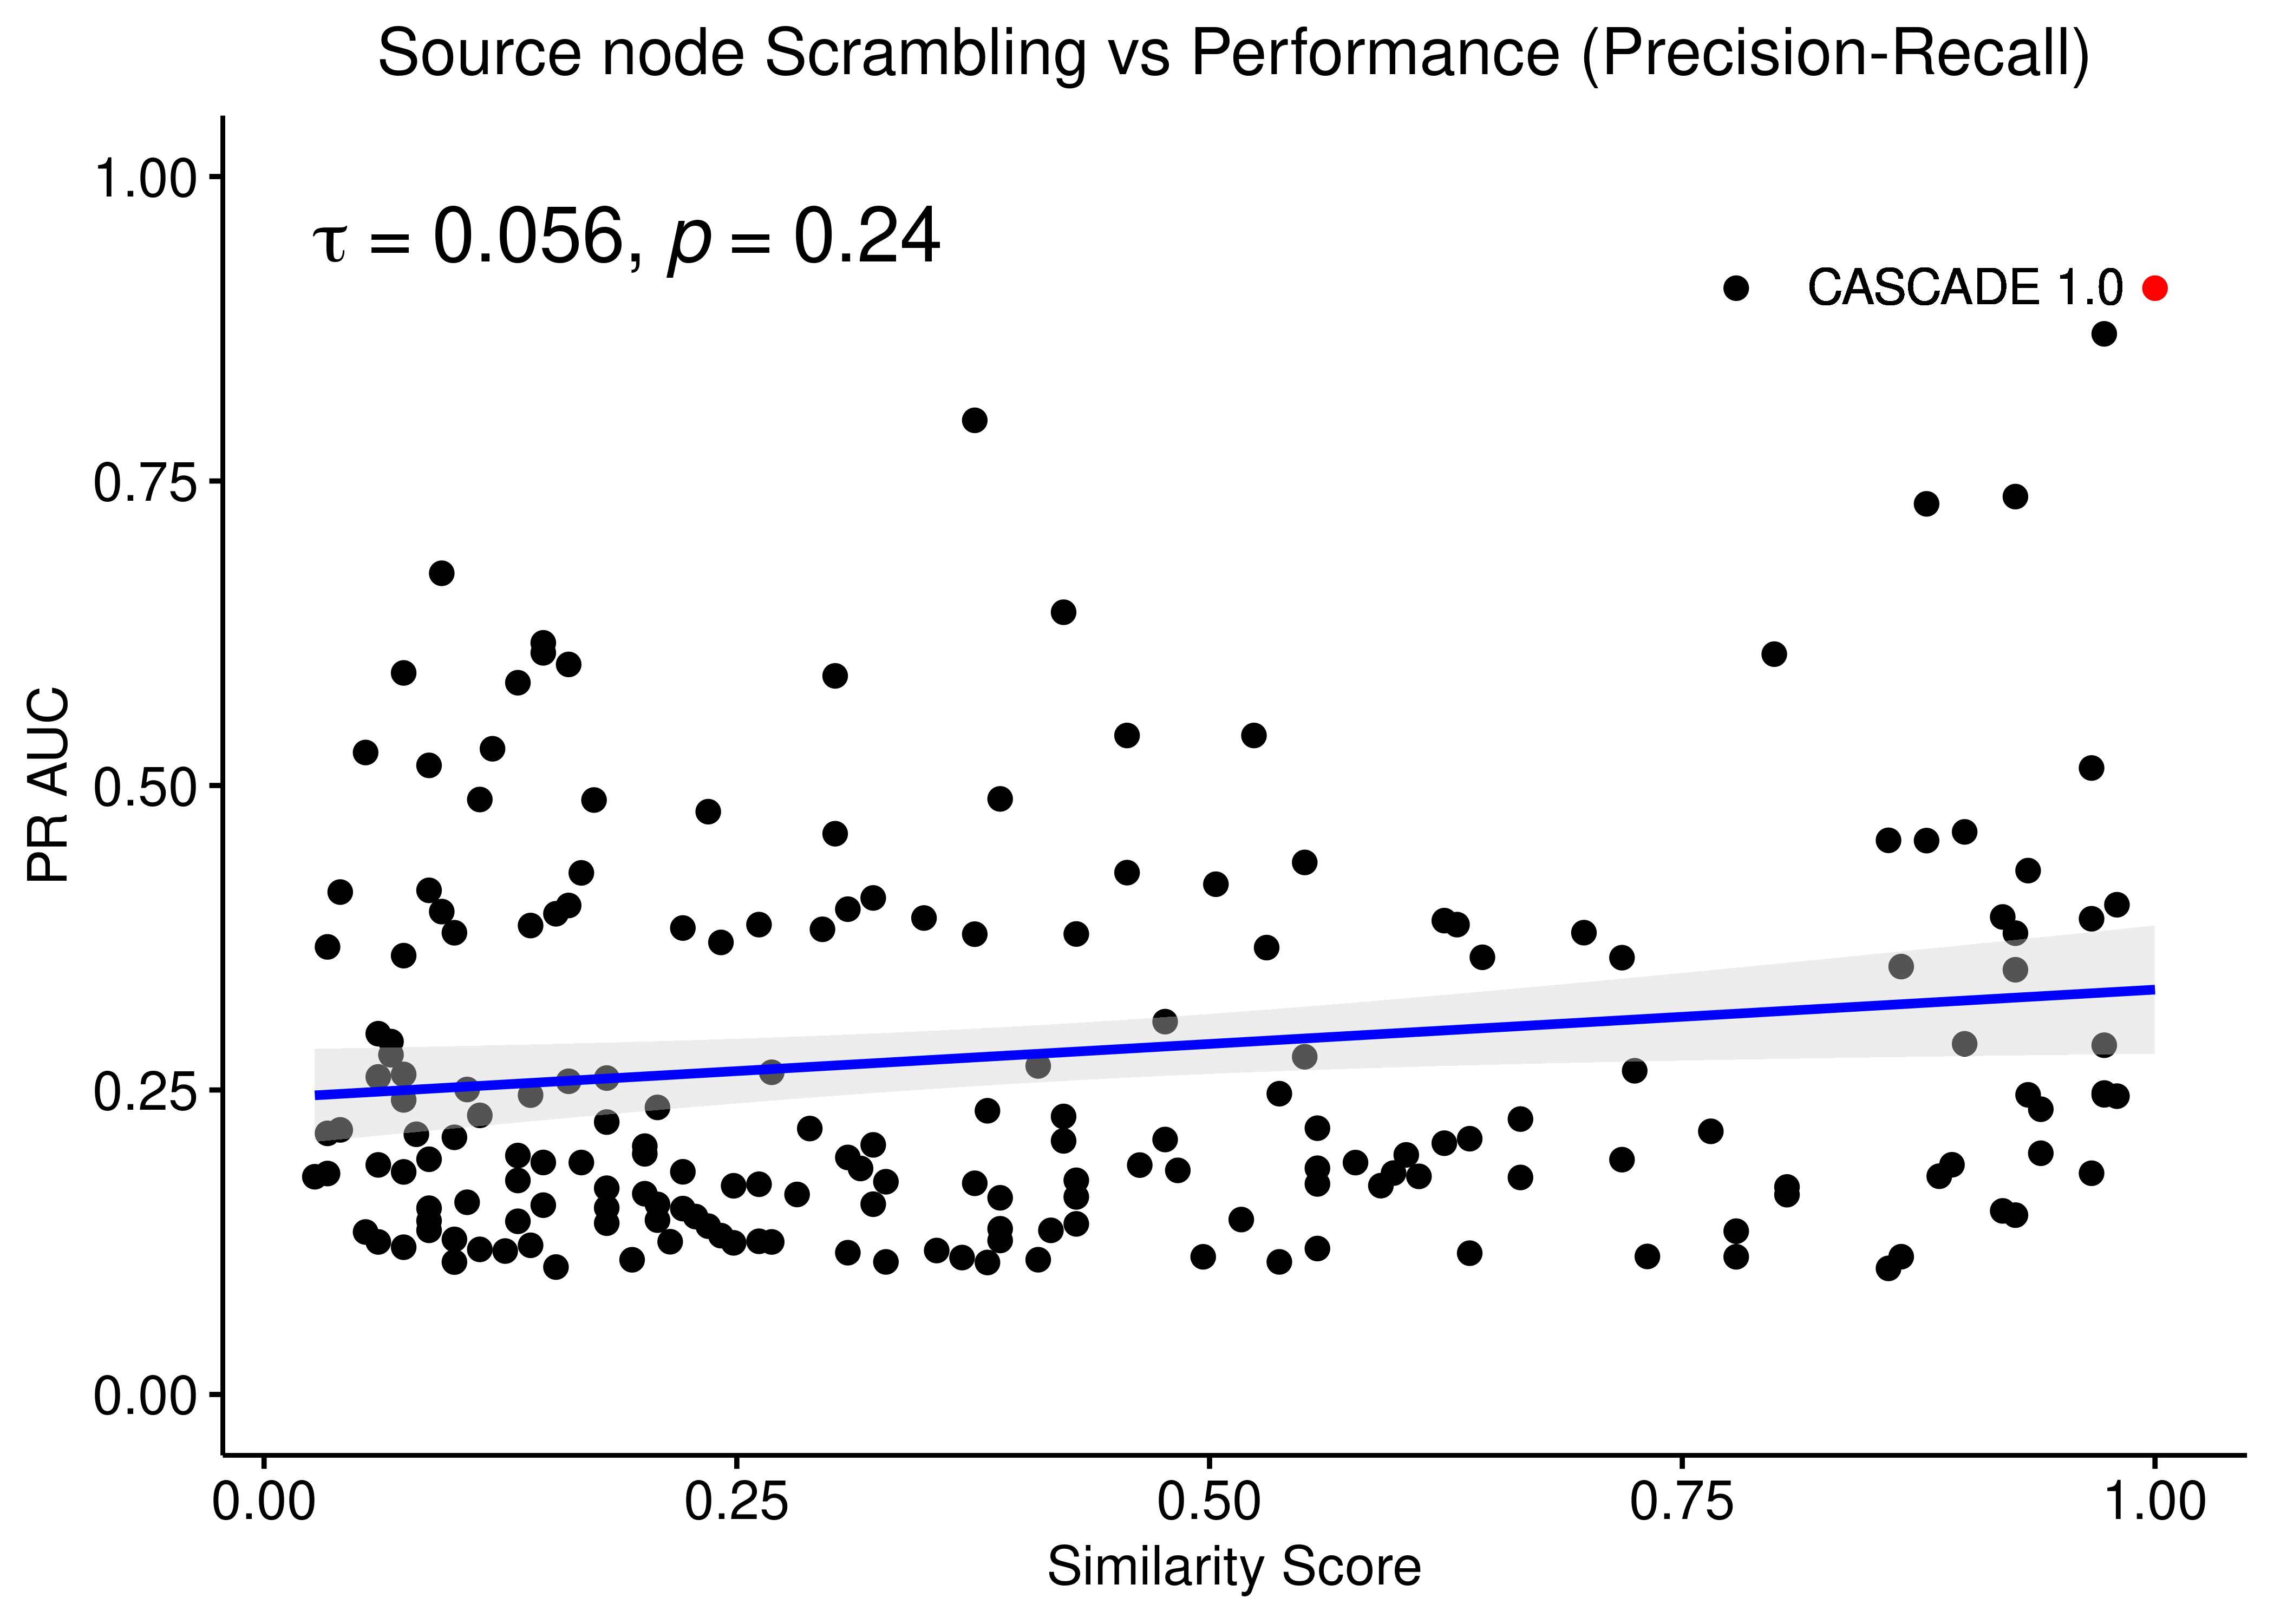 Source node Scrambling vs Performance (Precision-Recall)
τ = 0.056, p = 0.24
CASCADE 1.0
PR AUC
1.00
0.75
0.50
0.25
0.00
0.00 0.25 0.50 0.75 1.00
Similarity Score